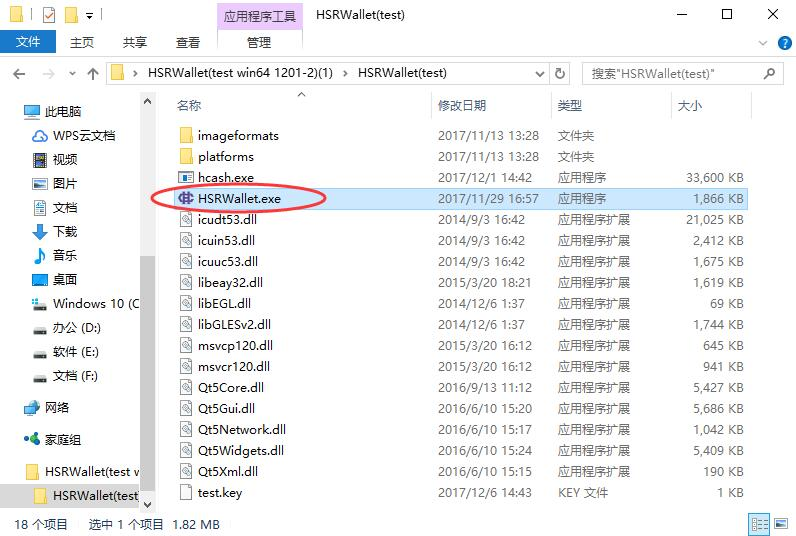 应用程序工具 HSRWallet(test)
文件 主页 共享 查看 管理
HSRWallet(test win64 1201-2)(1) HSRWallet(test) 搜索"HSRWallet(test)"
此电脑
WPS云文档
视频
图片
文档
下载
音乐
桌面
Windows 10 (C
办公 (D:)
软件 (E:)
文档 (F:)
网络
家庭组
HSRWallet(test w
HSRWallet(test
名称 修改日期 类型 大小
imageformats 2017/11/13 13:28 文件夹
platforms 2017/11/13 13:28 文件夹
hcash.exe 2017/12/1 14:42 应用程序 33,600 KB
HSRWallet.exe 2017/11/29 16:57 应用程序 1,866 KB
icudt53.dll 2014/9/3 16:42 应用程序扩展 21,025 KB
icuin53.dll 2014/9/3 16:42 应用程序扩展 2,412 KB
icuuc53.dll 2014/9/3 16:42 应用程序扩展 1,675 KB
libeay32.dll 2015/3/20 18:21 应用程序扩展 1,619 KB
libEGL.dll 2014/12/6 1:37 应用程序扩展 69 KB
libGLESv2.dll 2014/12/6 1:37 应用程序扩展 1,744 KB
msvcp120.dll 2015/3/20 16:12 应用程序扩展 645 KB
msvcr120.dll 2015/3/20 16:12 应用程序扩展 941 KB
Qt5Core.dll 2016/9/13 11:12 应用程序扩展 5,427 KB
Qt5Gui.dll 2016/6/10 15:20 应用程序扩展 5,686 KB
Qt5Network.dll 2016/6/10 15:17 应用程序扩展 1,042 KB
Qt5Widgets.dll 2016/6/10 15:24 应用程序扩展 5,409 KB
Qt5Xml.dll 2016/6/10 15:15 应用程序扩展 190 KB
test.key 2017/12/6 14:43 KEY 文件 1 KB
18 个项目 选中 1 个项目 1.82 MB